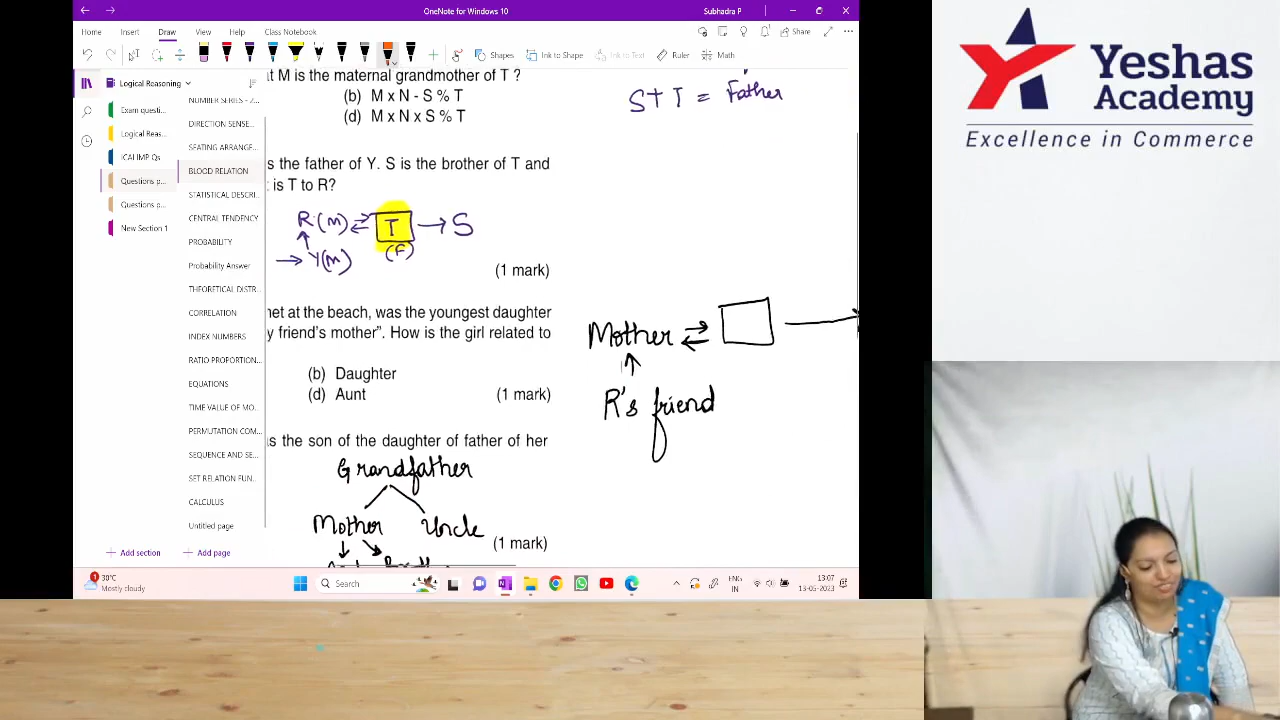 OneNote for Windows 10
Subhadra P
Home Insert Draw View Help Class Notebook
Share
Shapes Ink to Shape Ink to Text Ruler Math
Logical Reasoning
Exam questi...
Logical Reas...
ICAI IMP Qs
Questions p...
Questions p...
New Section 1
NUMBER SERIES - 2...
DIRECTION SENSE...
SEATING ARRANGE...
BLOOD RELATION
STATISTICAL DESCRI...
CENTRAL TENDENCY
PROBABILITY
Probability Answer
THEORETICAL DISTR...
CORRELATION
INDEX NUMBERS
RATIO PROPORTION...
EQUATIONS
TIME VALUE OF MO...
PERMUTATION COM...
SEQUENCE AND SE...
SET RELATION FUN...
CALCULUS
Untitled page
Add section
Add page
t M is the maternal grandmother of T ?
(b) M x N - S % T
(d) M x N x S % T
s the father of Y. S is the brother of T and
is T to R?
R (M) ⇌ T → S
(F)
→ Y(M)
(1 mark)
net at the beach, was the youngest daughter
y friend's mother". How is the girl related to
(b) Daughter
(d) Aunt (1 mark)
as the son of the daughter of father of her
Grandfather
Mother Uncle
(1 mark)
S + T = Father
Mother ⇌
R's friend
30°C
Mostly cloudy
Search
ENG
IN
13:07
13-05-2023
Yeshas
Academy
Excellence in Commerce